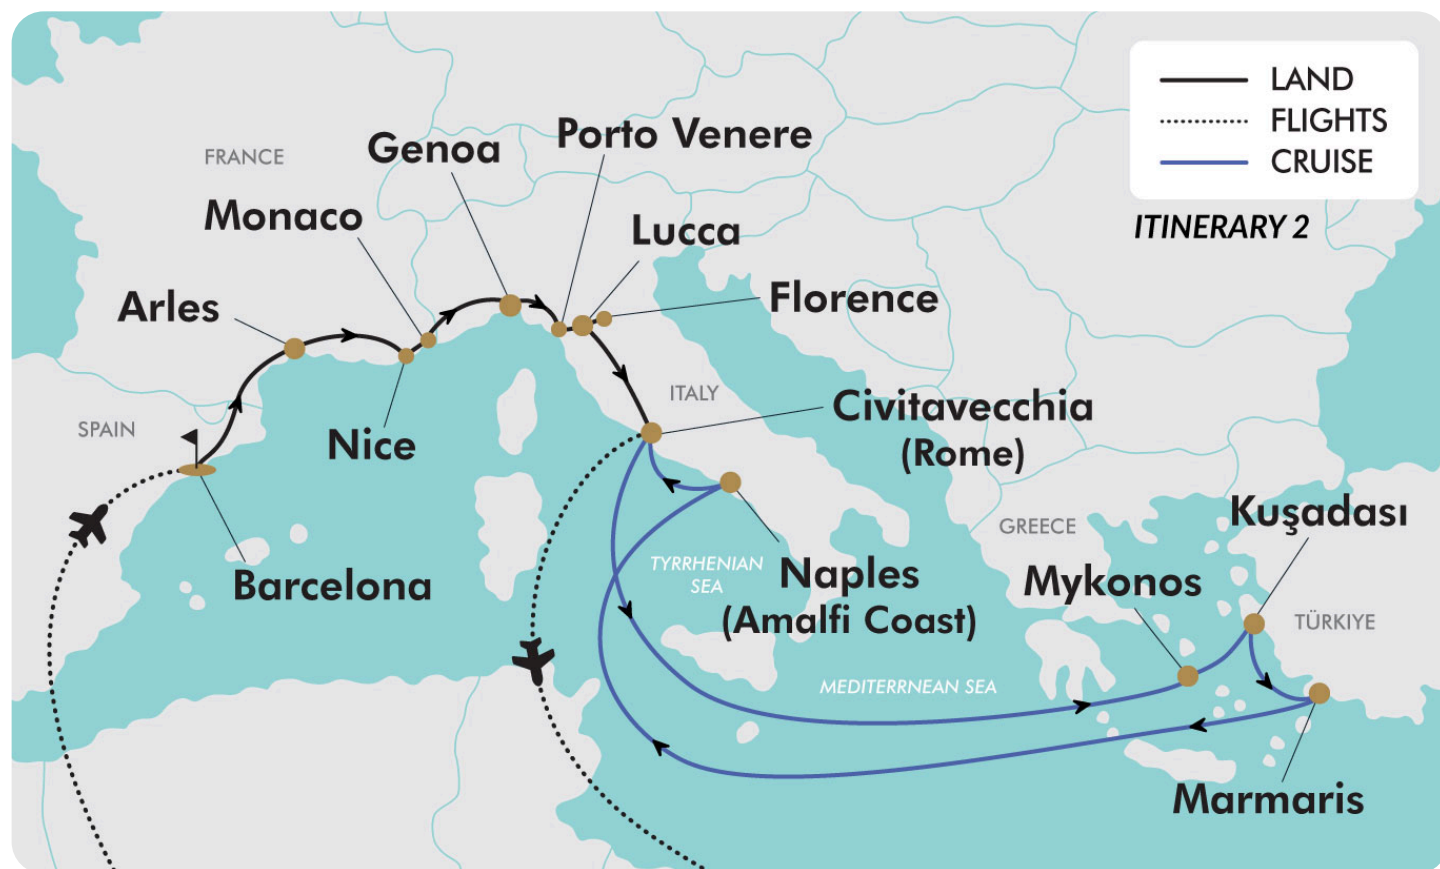 LAND
FLIGHTS
CRUISE
ITINERARY 2
Porto Venere
Genoa
FRANCE
Monaco
Lucca
Arles
Florence
ITALY
Civitavecchia
(Rome)
SPAIN
Nice
Kuşadası
GREECE
Barcelona
TYRRHENIAN
SEA
Naples
(Amalfi Coast)
Mykonos
TÜRKIYE
MEDITERRNEAN SEA
Marmaris